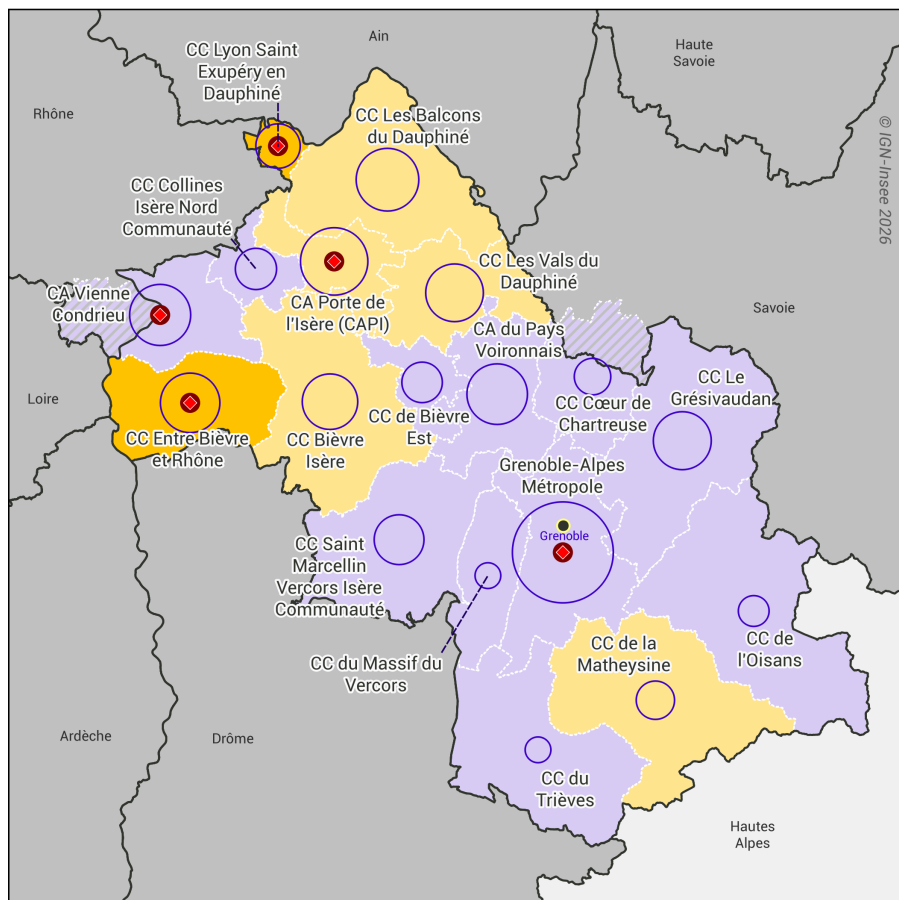 Ain
Haute
Savoie
CC Lyon Saint
Exupéry en
Dauphiné
Rhône
CC Les Balcons
du Dauphiné
© IGN-Insee 2026
CC Collines
Isère Nord
Communauté
CC Les Vals du
Dauphiné
CA Vienne
Condrieu
CA Porte de
l'Isère (CAPI)
Savoie
CA du Pays
Voironnais
CC Le
Grésivaudan
Loire
CC de Bièvre
Est
CC Cœur de
Chartreuse
CC Entre Bièvre
et Rhône
CC Bièvre
Isère
Grenoble-Alpes
Métropole
Grenoble
CC Saint
Marcellin
Vercors Isère
Communauté
CC de la
Matheysine
CC de
l'Oisans
CC du Massif du
Vercors
Ardèche
Drôme
CC du
Trièves
Hautes
Alpes